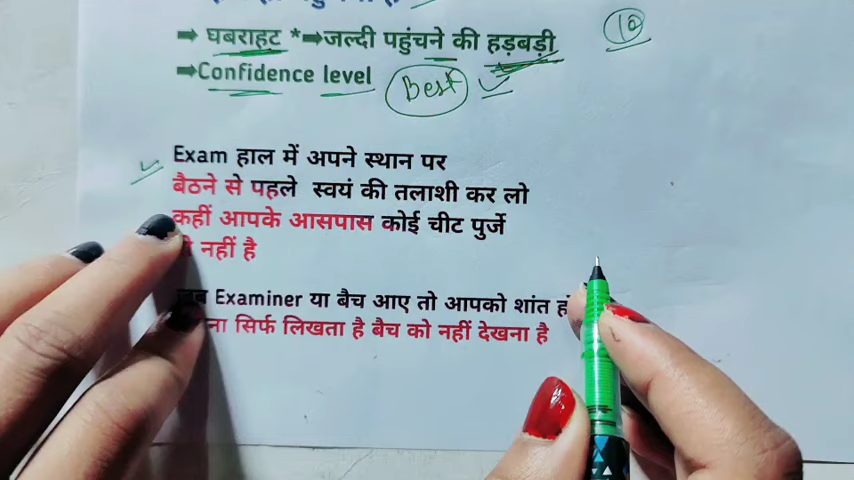 ➡ घबराहट *➡जल्दी पहुंचने की हड़बड़ी
10
➡Confidence level
Best
Exam हाल में अपने स्थान पर
बैठने से पहले स्वयं की तलाशी कर लो
कहीं आपके आसपास कोई चीट पुर्जे
नहीं है
Examiner या बैच आए तो आपको शांत
सिर्फ लिखता है बैच को नहीं देखना है